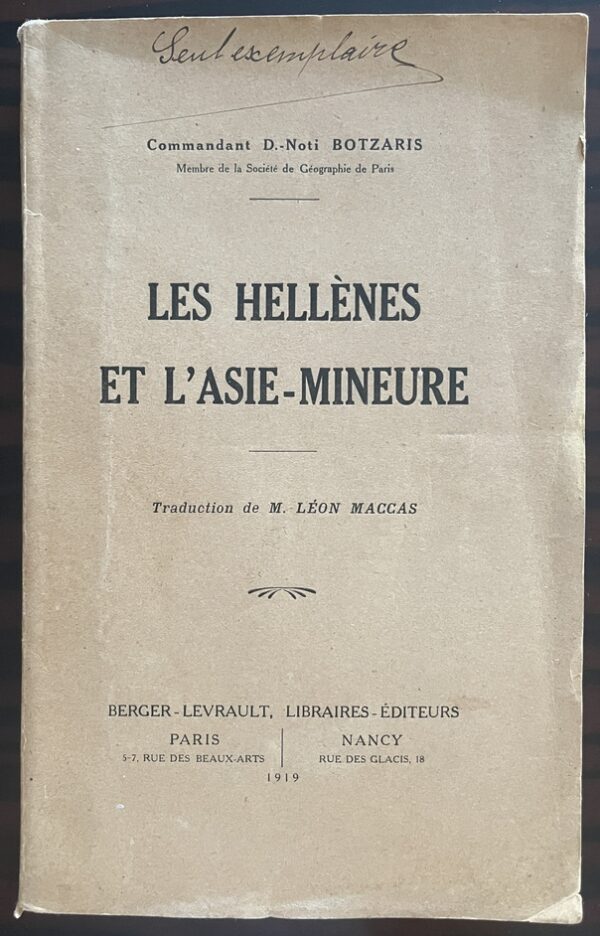 Seul exemplaire
Commandant D.-Noti BOTZARIS
Membre de la Société de Géographie de Paris
LES HELLÈNES
ET L'ASIE-MINEURE
Traduction de M. LÉON MACCAS
BERGER-LEVRAULT, LIBRAIRES-ÉDITEURS
PARIS
5-7, RUE DES BEAUX-ARTS
NANCY
RUE DES GLACIS, 18
1919